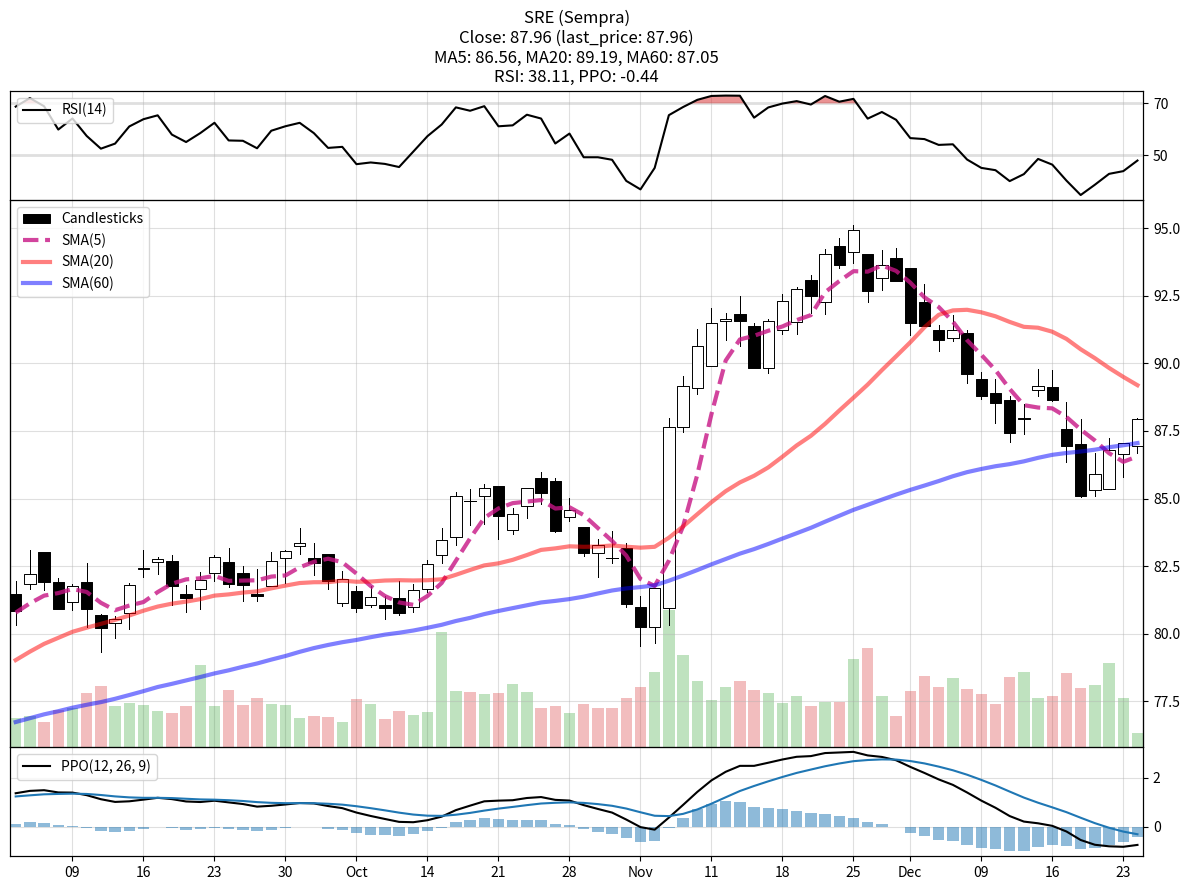 SRE (Sempra)
Close: 87.96 (last_price: 87.96)
MA5: 86.56, MA20: 89.19, MA60: 87.05
RSI: 38.11, PPO: -0.44
RSI(14)
70
50
Candlesticks
SMA(5)
SMA(20)
SMA(60)
95.0
92.5
90.0
87.5
85.0
82.5
80.0
77.5
PPO(12, 26, 9)
2
0
09 16 23 30 Oct 14 21 28 Nov 11 18 25 Dec 09 16 23